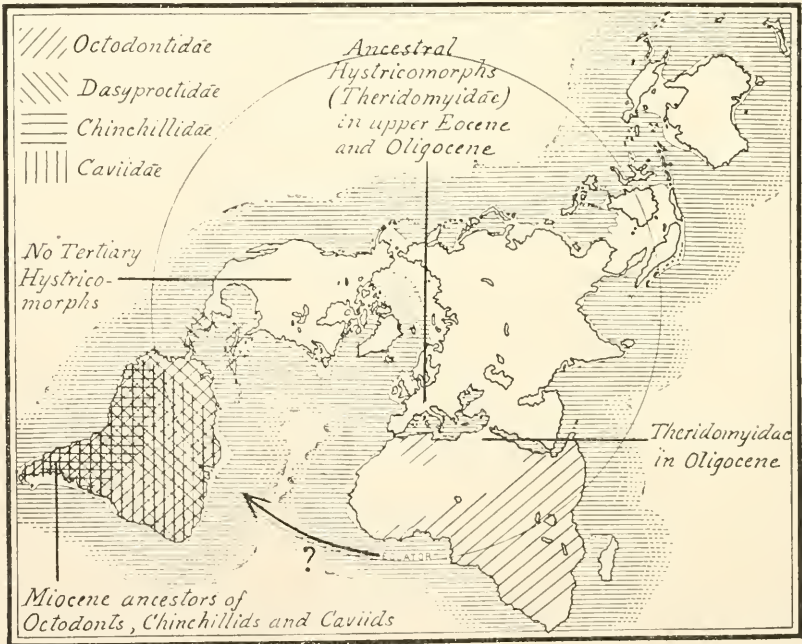 Octodontidae
Dasyproctidae
Chinchillidae
Caviidae
Ancestral
Hystricomorphs
(Theridomyidae)
in upper Eocene
and Oligocene
No Tertiary
Hystrico-
morphs
Theridomyidae
in Oligocene
?
EQUATOR
Miocene ancestors of
Octodonts, Chinchillids and Caviids